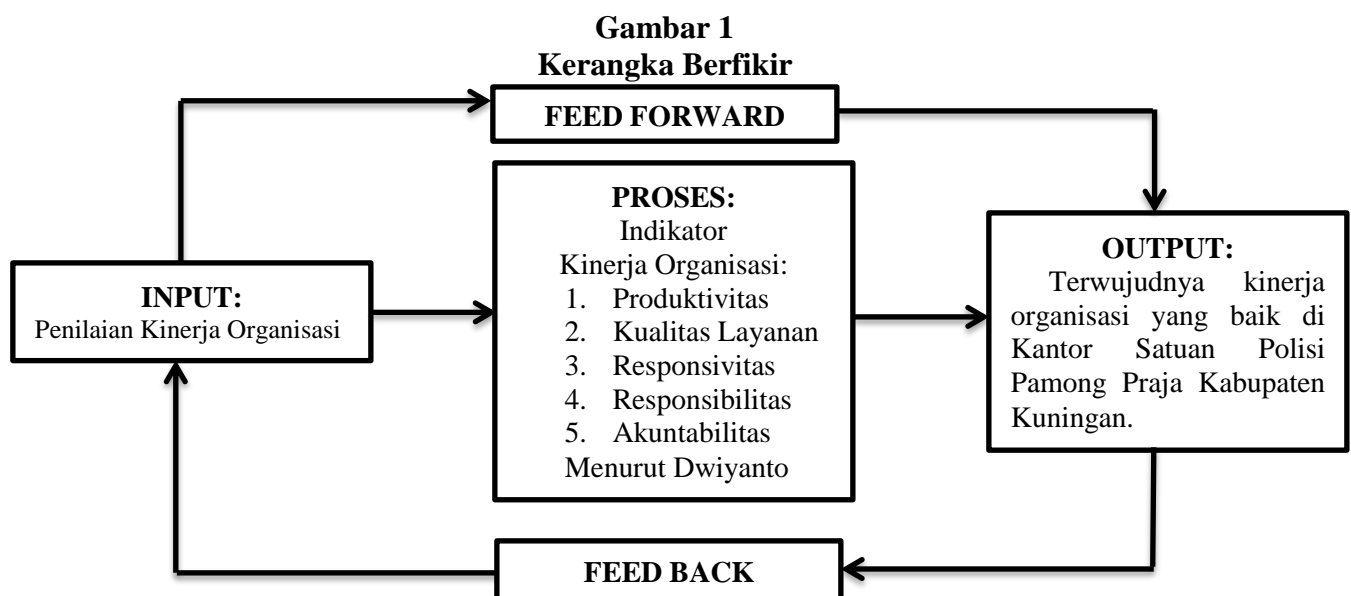 Gambar 1
Kerangka Berfikir
FEED FORWARD
INPUT:
Penilaian Kinerja Organisasi
PROSES:
Indikator
Kinerja Organisasi:
1. Produktivitas
2. Kualitas Layanan
3. Responsivitas
4. Responsibilitas
5. Akuntabilitas
Menurut Dwiyanto
OUTPUT:
Terwujudnya kinerja
organisasi yang baik di
Kantor Satuan Polisi
Pamong Praja Kabupaten
Kuningan.
FEED BACK